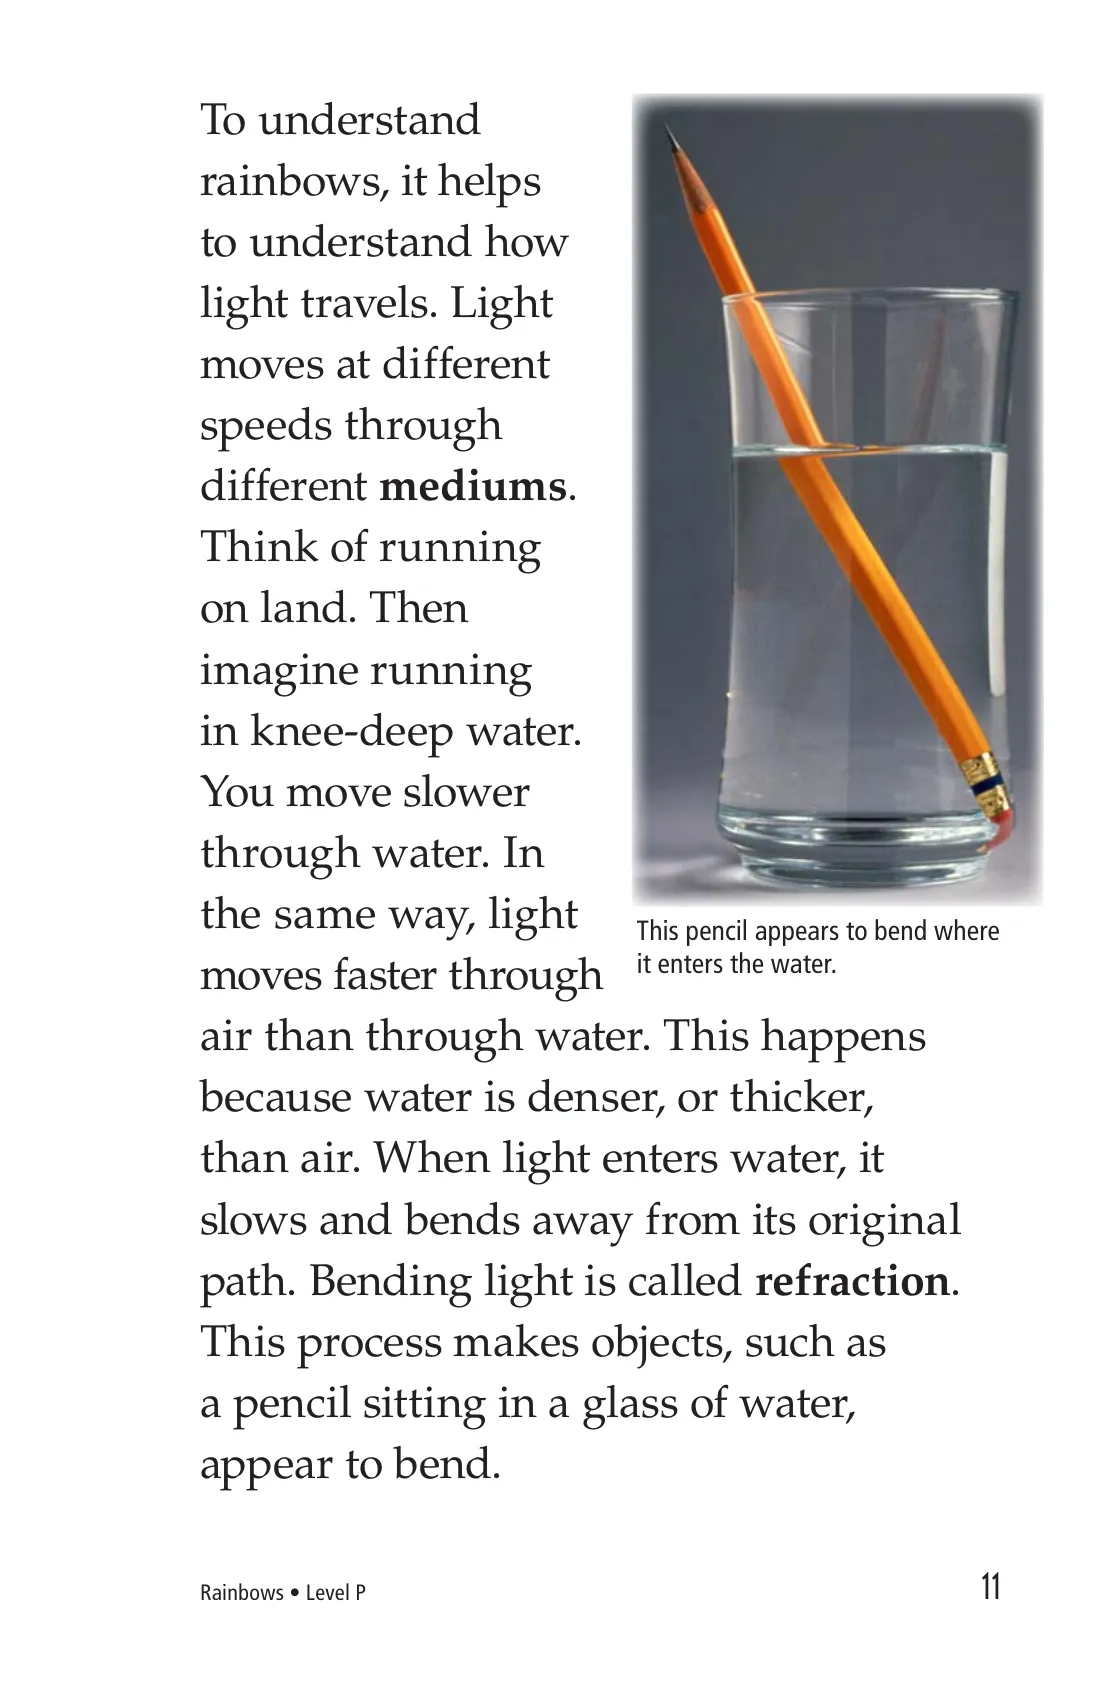 To understand
rainbows, it helps
to understand how
light travels. Light
moves at different
speeds through
different mediums.
Think of running
on land. Then
imagine running
in knee-deep water.
You move slower
through water. In
the same way, light
moves faster through
air than through water. This happens
because water is denser, or thicker,
than air. When light enters water, it
slows and bends away from its original
path. Bending light is called refraction.
This process makes objects, such as
a pencil sitting in a glass of water,
appear to bend.
This pencil appears to bend where
it enters the water.
Rainbows • Level P
11